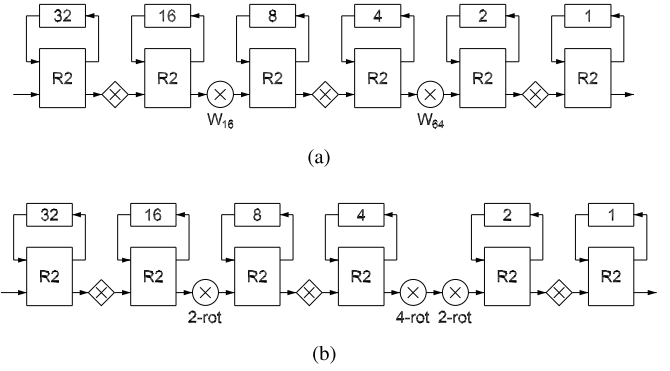 32 16 8 4 2 1
R2 R2 R2 R2 R2 R2
W16 W64
(a)
32 16 8 4 2 1
R2 R2 R2 R2 R2 R2
2-rot 4-rot 2-rot
(b)